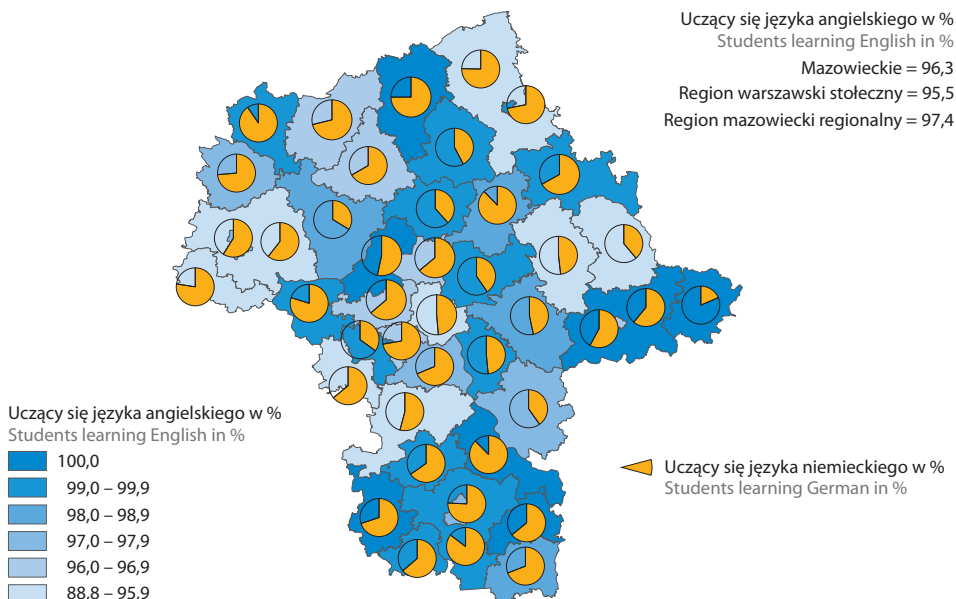 Uczący się języka angielskiego w %
Students learning English in %
Mazowieckie = 96,3
Region warszawski stołeczny = 95,5
Region mazowiecki regionalny = 97,4
Uczący się języka angielskiego w %
Students learning English in %
100,0
99,0 – 99,9
98,0 – 98,9
97,0 – 97,9
96,0 – 96,9
88,8 – 95,9
Uczący się języka niemieckiego w %
Students learning German in %